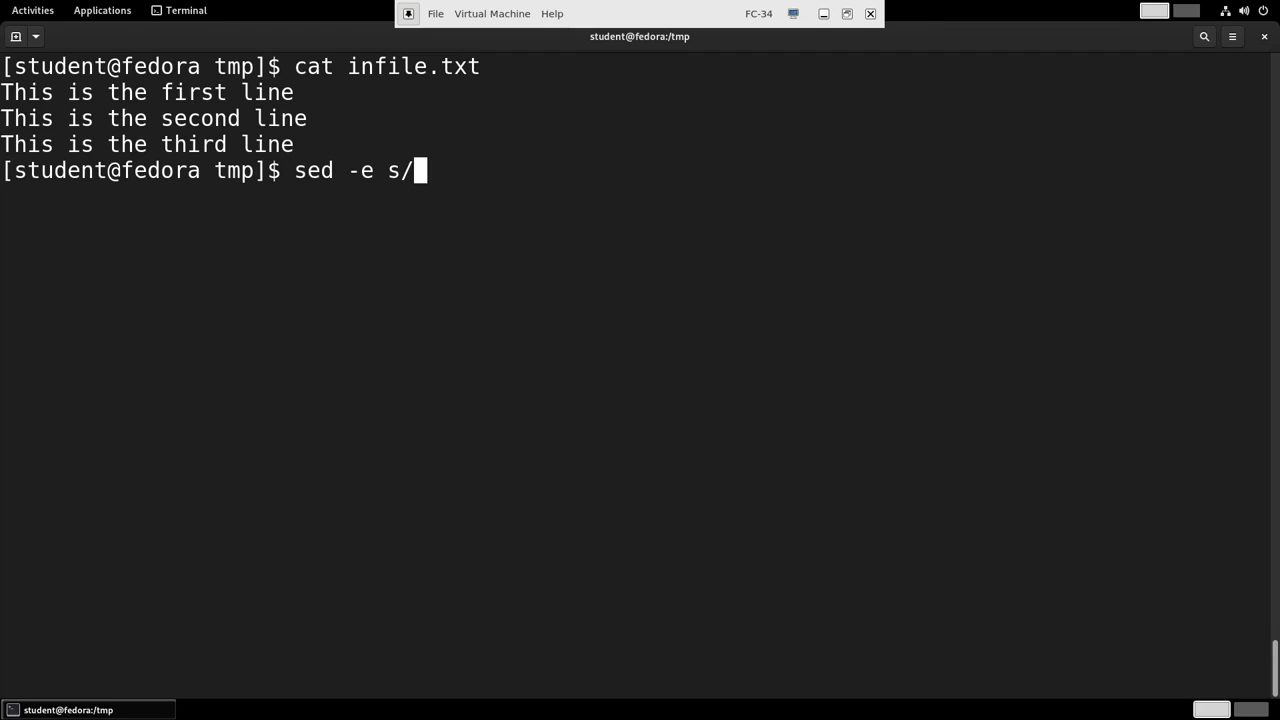 Activities Applications Terminal
File Virtual Machine Help FC-34
student@fedora:/tmp
[student@fedora tmp]$ cat infile.txt
This is the first line
This is the second line
This is the third line
[student@fedora tmp]$ sed -e s/
student@fedora:/tmp